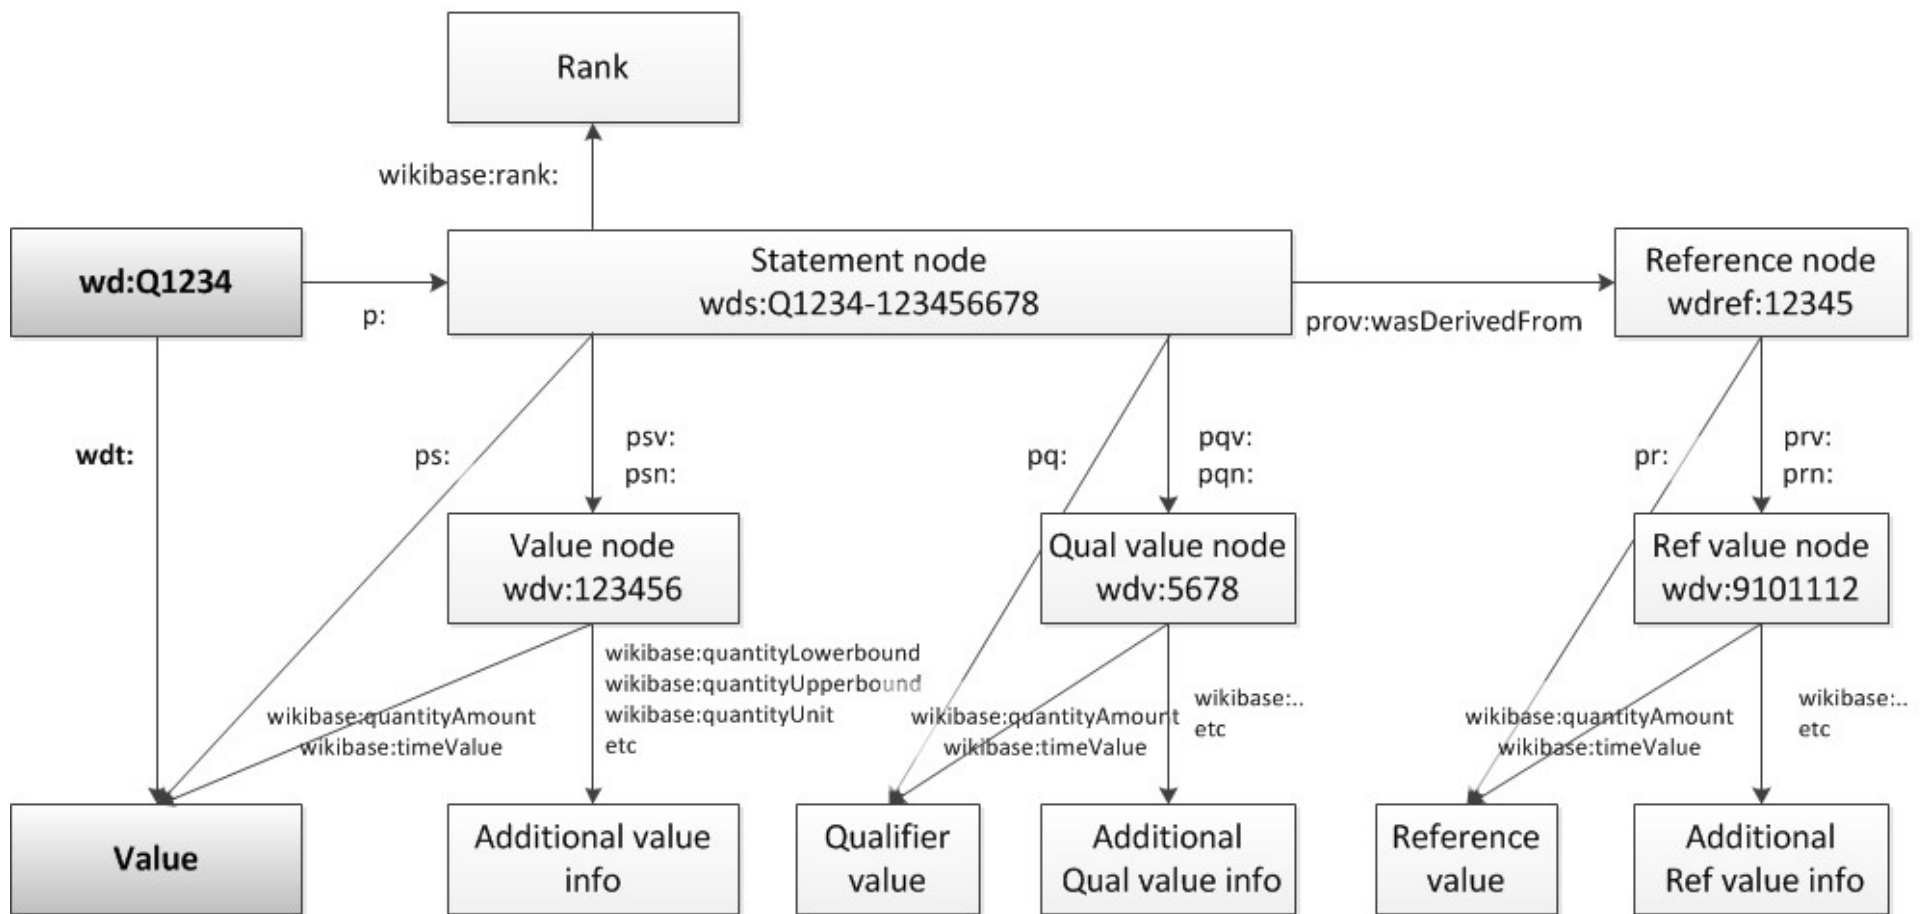 Rank
wikibase:rank:
wd:Q1234
p:
Statement node
wds:Q1234-123456678
prov:wasDerivedFrom
Reference node
wdref:12345
wdt:
ps:
psv:
psn:
pq:
pqv:
pqn:
pr:
prv:
prn:
Value node
wdv:123456
Qual value node
wdv:5678
Ref value node
wdv:9101112
wikibase:quantityAmount
wikibase:timeValue
wikibase:quantityLowerbound
wikibase:quantityUpperbound
wikibase:quantityUnit
etc
wikibase:quantityAmount
wikibase:timeValue
wikibase:..
etc
wikibase:quantityAmount
wikibase:timeValue
wikibase:..
etc
Value
Additional value
info
Qualifier
value
Additional
Qual value info
Reference
value
Additional
Ref value info